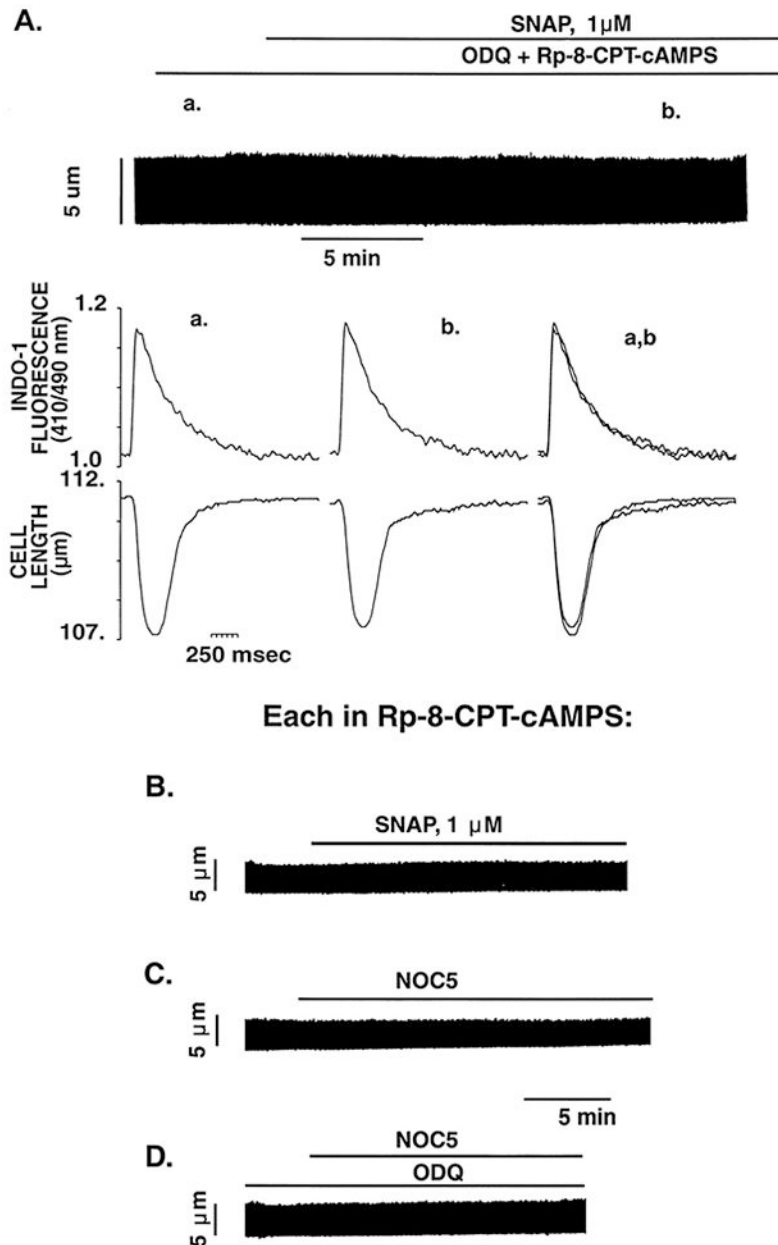 A.
SNAP, 1µM
ODQ + Rp-8-CPT-cAMPS
a.
b.
5 um
5 min
INDO-1
FLUORESCENCE
(410/490 nm)
1.2
1.0
a.
b.
a,b
CELL
LENGTH
(µm)
112.
107.
250 msec
Each in Rp-8-CPT-cAMPS:
B.
SNAP, 1 µM
5 µm
C.
NOC5
5 µm
5 min
D.
NOC5
ODQ
5 µm